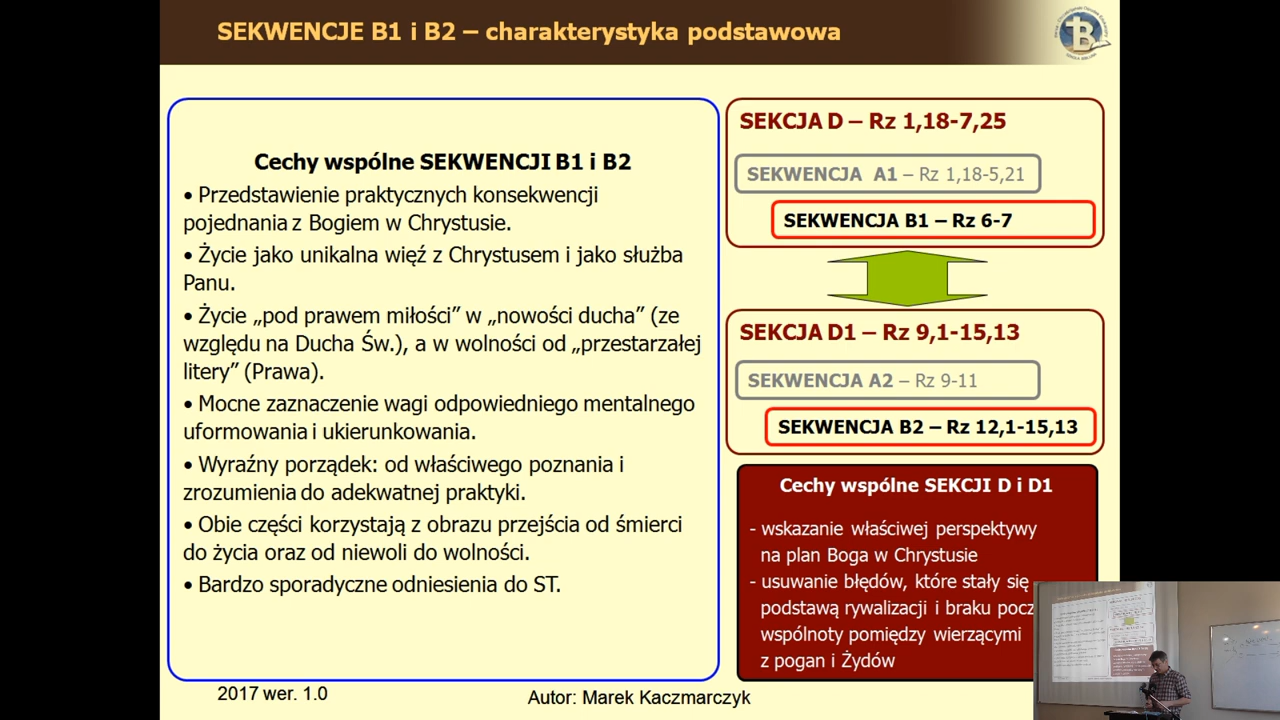 SEKWENCJE B1 i B2 – charakterystyka podstawowa
Cechy wspólne SEKWENCJI B1 i B2
• Przedstawienie praktycznych konsekwencji
pojednania z Bogiem w Chrystusie.
• Życie jako unikalna więź z Chrystusem i jako służba
Panu.
• Życie „pod prawem miłości” w „nowości ducha” (ze
względu na Ducha Św.), a w wolności od „przestarzałej
litery” (Prawa).
• Mocne zaznaczenie wagi odpowiedniego mentalnego
uformowania i ukierunkowania.
• Wyraźny porządek: od właściwego poznania i
zrozumienia do adekwatnej praktyki.
• Obie części korzystają z obrazu przejścia od śmierci
do życia oraz od niewoli do wolności.
• Bardzo sporadyczne odniesienia do ST.
SEKCJA D – Rz 1,18-7,25
SEKWENCJA A1 – Rz 1,18-5,21
SEKWENCJA B1 – Rz 6-7
SEKCJA D1 – Rz 9,1-15,13
SEKWENCJA A2 – Rz 9-11
SEKWENCJA B2 – Rz 12,1-15,13
Cechy wspólne SEKCJI D i D1
- wskazanie właściwej perspektywy
na plan Boga w Chrystusie
- usuwanie błędów, które stały się
podstawą rywalizacji i braku pocz
wspólnoty pomiędzy wierzącymi
z pogan i Żydów
2017 wer. 1.0
Autor: Marek Kaczmarczyk